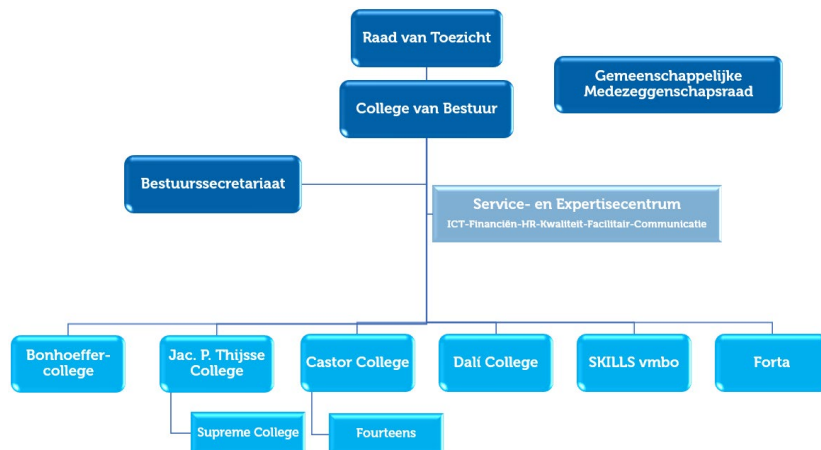 Raad van Toezicht
College van Bestuur
Gemeenschappelijke
Medezeggenschapsraad
Bestuurssecretariaat
Service- en Expertisecentrum
ICT-Financiën-HR-Kwaliteit-Facilitair-Communicatie
Bonhoeffer-
college
Jac. P. Thijsse
College
Castor College
Dalí College
SKILLS vmbo
Forta
Supreme College
Fourteens